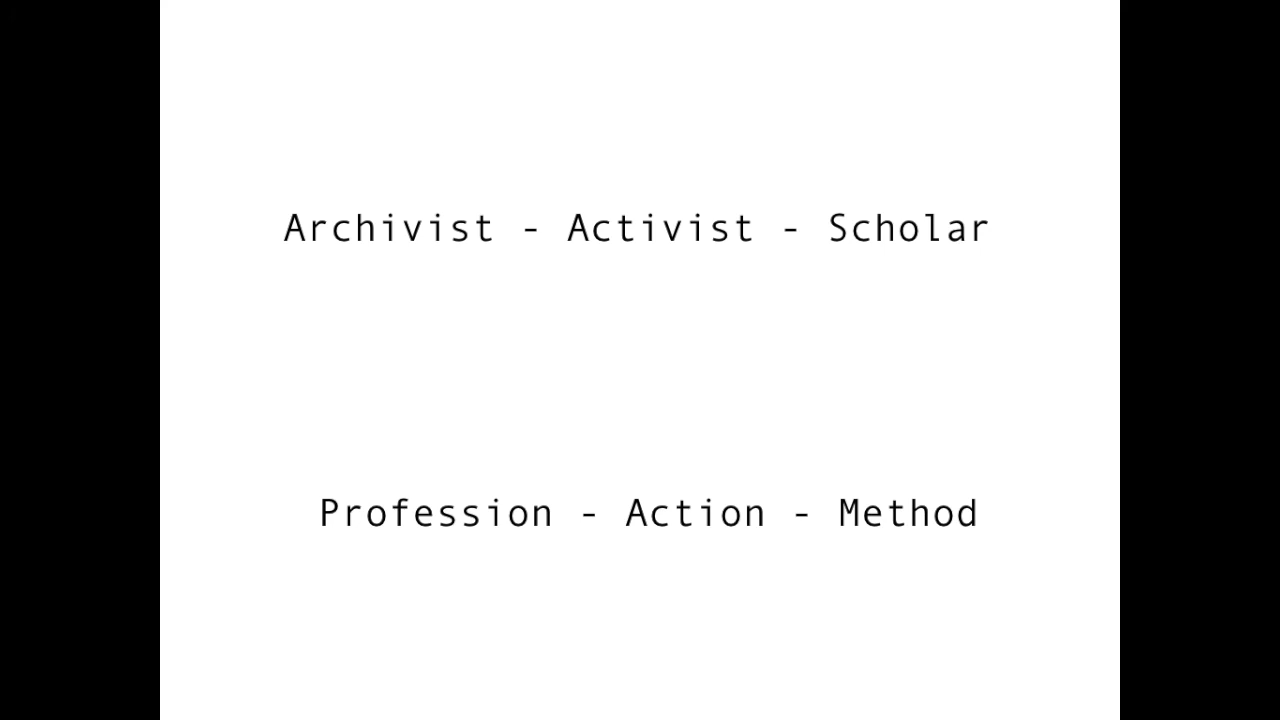 Archivist - Activist - Scholar
Profession - Action - Method